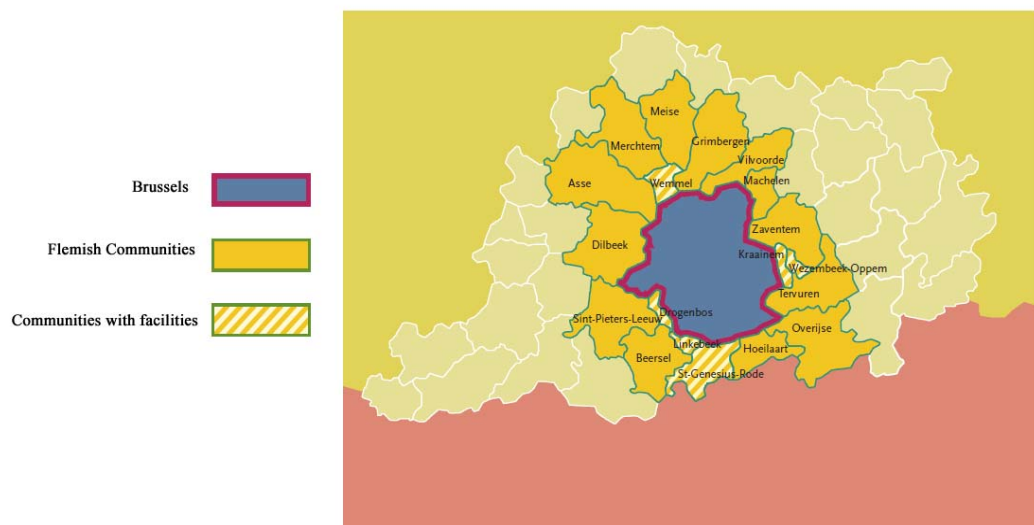 Brussels
Flemish Communities
Communities with facilities
Meise
Merchtem
Grimbergen
Vilvoorde
Asse
Wemmel
Machelen
Zaventem
Dilbeek
Kraainem
Wezembeek-Oppem
Tervuren
Drogenbos
Sint-Pieters-Leeuw
Overijse
Linkebeek
Hoeilaart
Beersel
St-Genesius-Rode